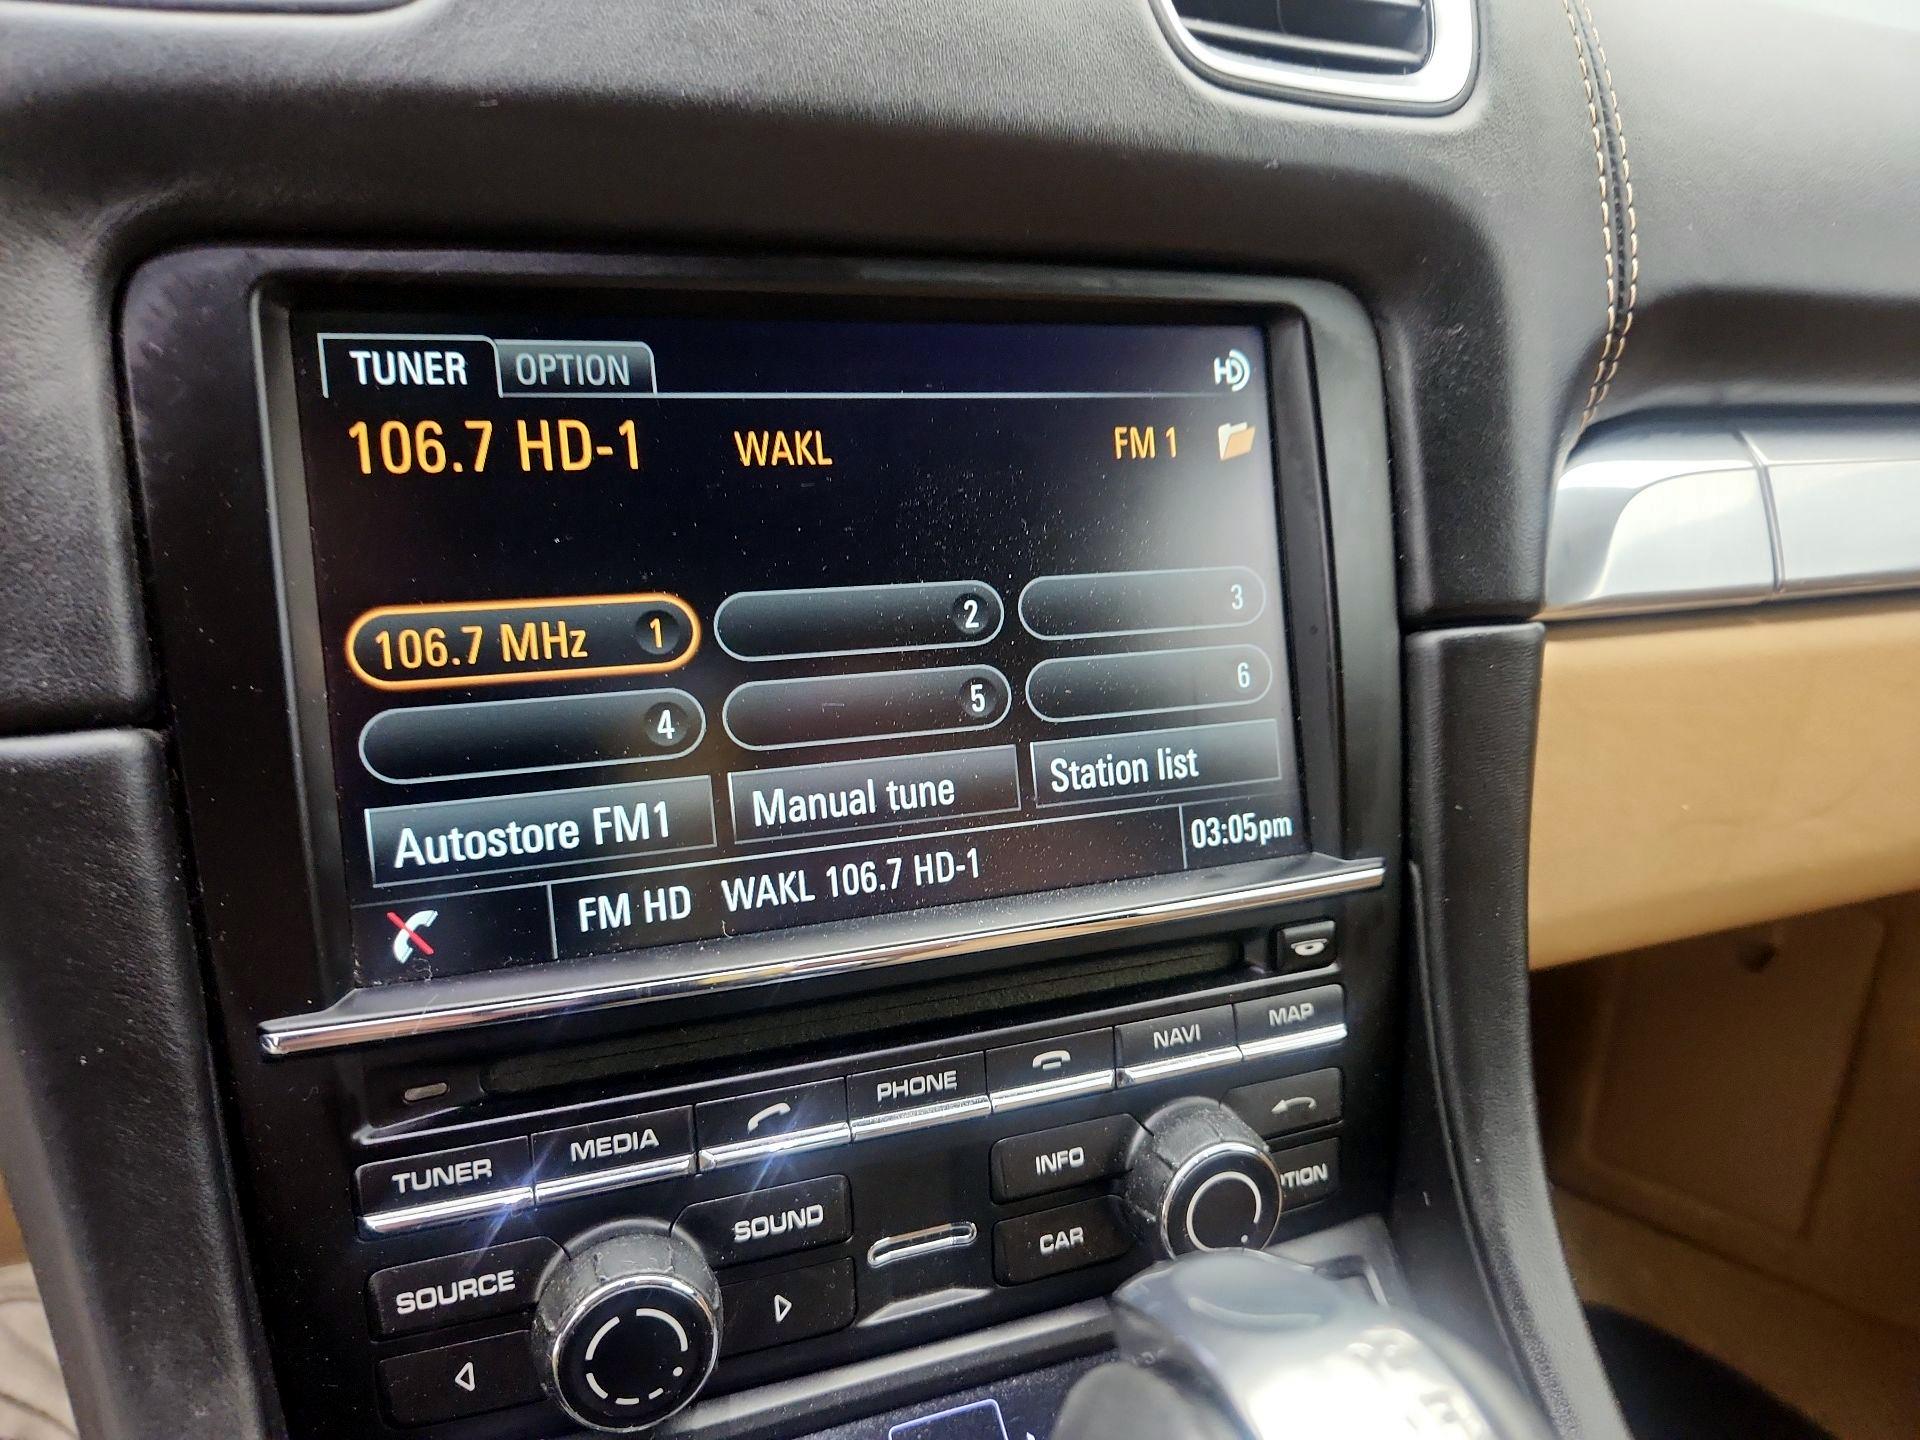 TUNER OPTION HD
106.7 HD-1 WAKL FM 1
106.7 MHz 1 2 3
4 5 6
Autostore FM1 Manual tune Station list
FM HD WAKL 106.7 HD-1 03:05pm
TUNER MEDIA PHONE NAVI MAP
SOURCE SOUND INFO
CAR